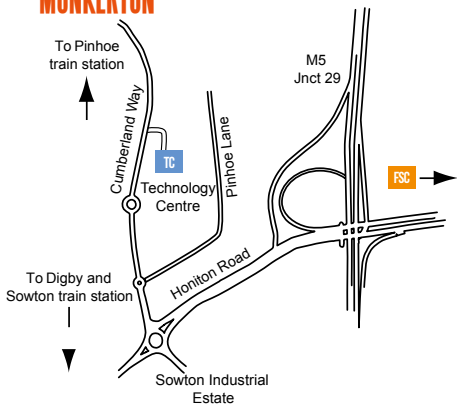 MONKERTON
To Pinhoe
train station
M5
Jnct 29
Cumberland Way
Pinhoe Lane
TC
Technology
Centre
FSC
Honiton Road
To Digby and
Sowton train station
Sowton Industrial
Estate